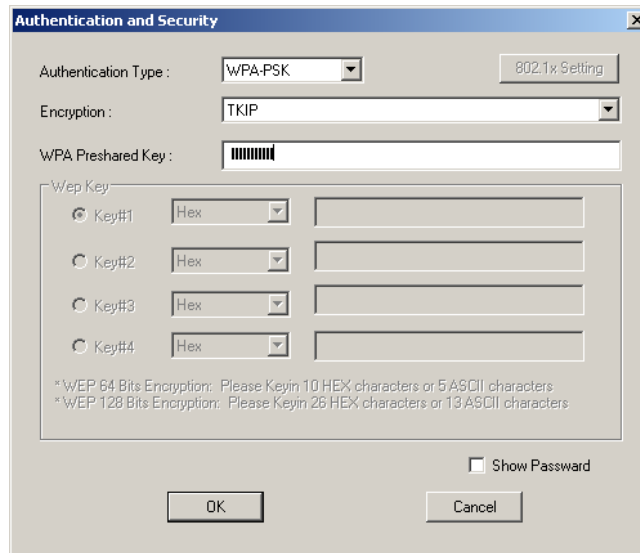 Authentication and Security
Authentication Type : WPA-PSK 802.1x Setting
Encryption : TKIP
WPA Preshared Key :
Wep Key
Key#1 Hex
Key#2 Hex
Key#3 Hex
Key#4 Hex
* WEP 64 Bits Encryption: Please Keyin 10 HEX characters or 5 ASCII characters
* WEP 128 Bits Encryption: Please Keyin 26 HEX characters or 13 ASCII characters
Show Passward
OK Cancel